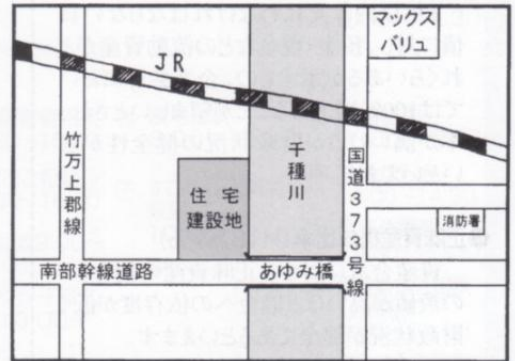 マックス
バリュ
JR
竹万上郡線
住宅
建設地
千種川
国道373号線
消防署
南部幹線道路
あゆみ橋